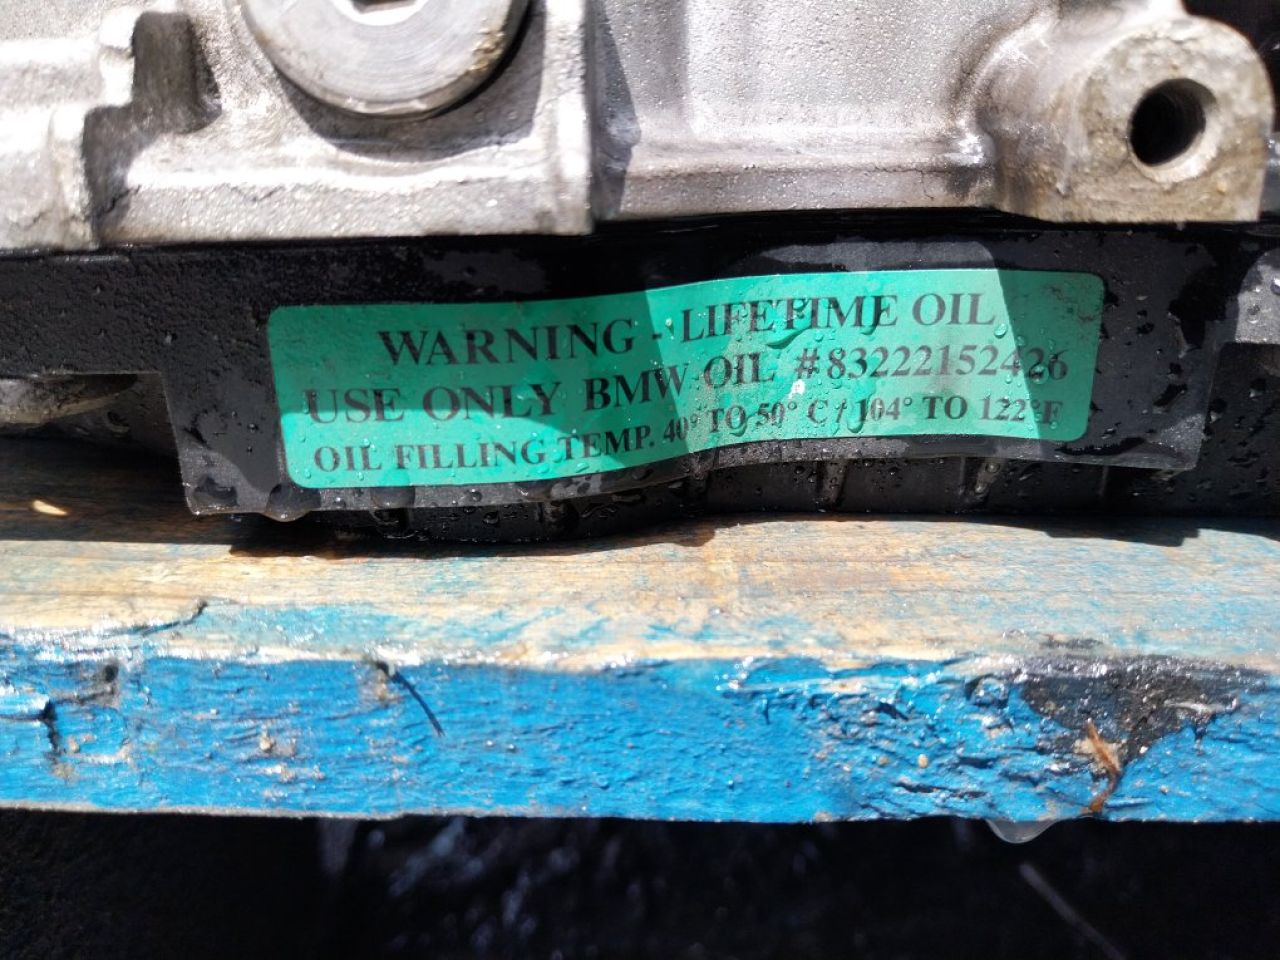 WARNING - LIFETIME OIL
USE ONLY BMW OIL #83222152426
OIL FILLING TEMP. 40° TO 50° C / 104° TO 122°F